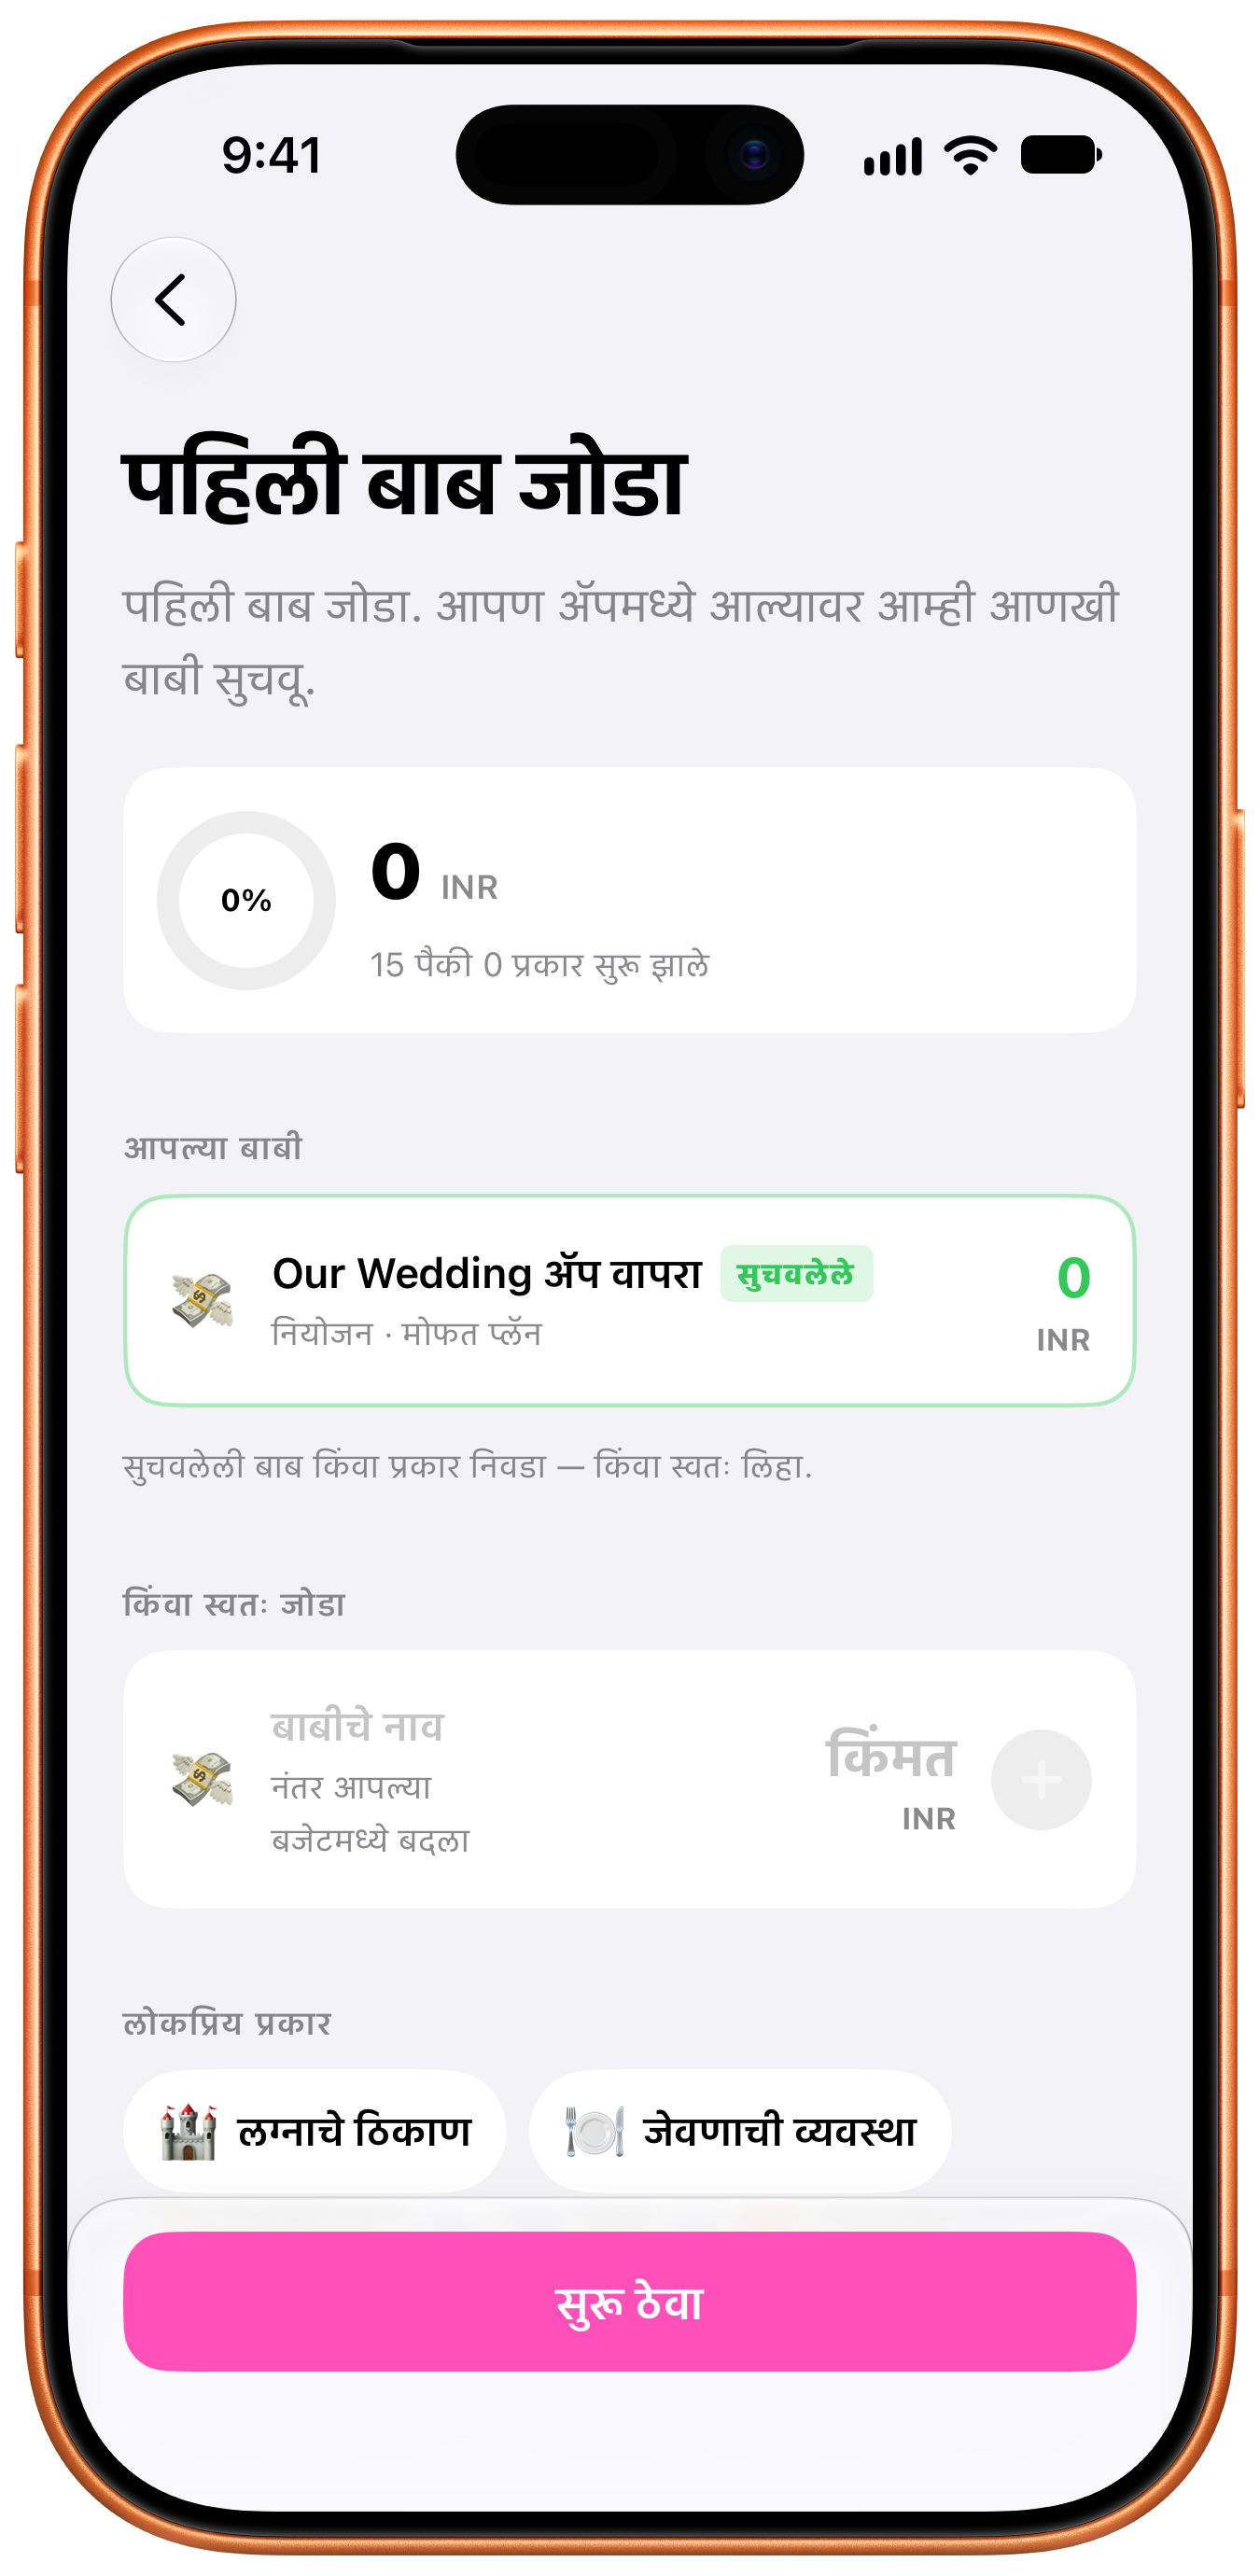 9:41
पहिली बाब जोडा
पहिली बाब जोडा. आपण ॲपमध्ये आल्यावर आम्ही आणखी
बाबी सुचवू.
0%
0 INR
15 पैकी 0 प्रकार सुरू झाले
आपल्या बाबी
Our Wedding ॲप वापरा सुचवलेले
नियोजन · मोफत प्लॅन
0
INR
सुचवलेली बाब किंवा प्रकार निवडा — किंवा स्वतः लिहा.
किंवा स्वतः जोडा
बाबीचे नाव
नंतर आपल्या
बजेटमध्ये बदला
किंमत
INR
लोकप्रिय प्रकार
लग्नाचे ठिकाण
जेवणाची व्यवस्था
सुरू ठेवा